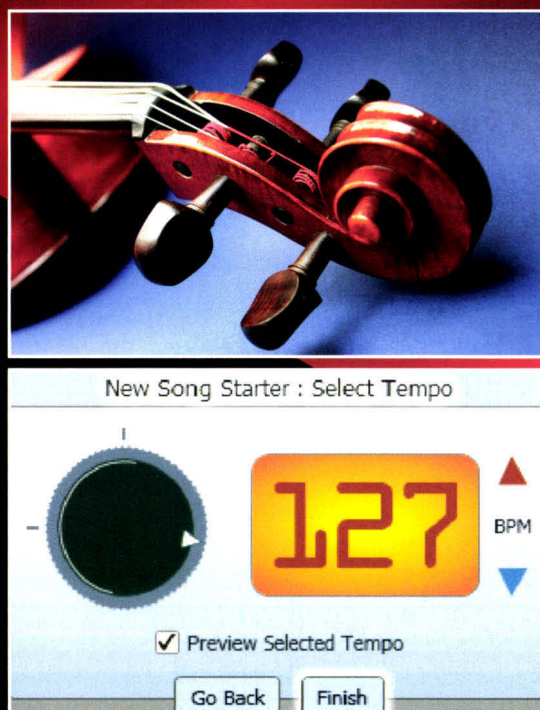 New Song Starter : Select Tempo
127
BPM
Preview Selected Tempo
Go Back
Finish